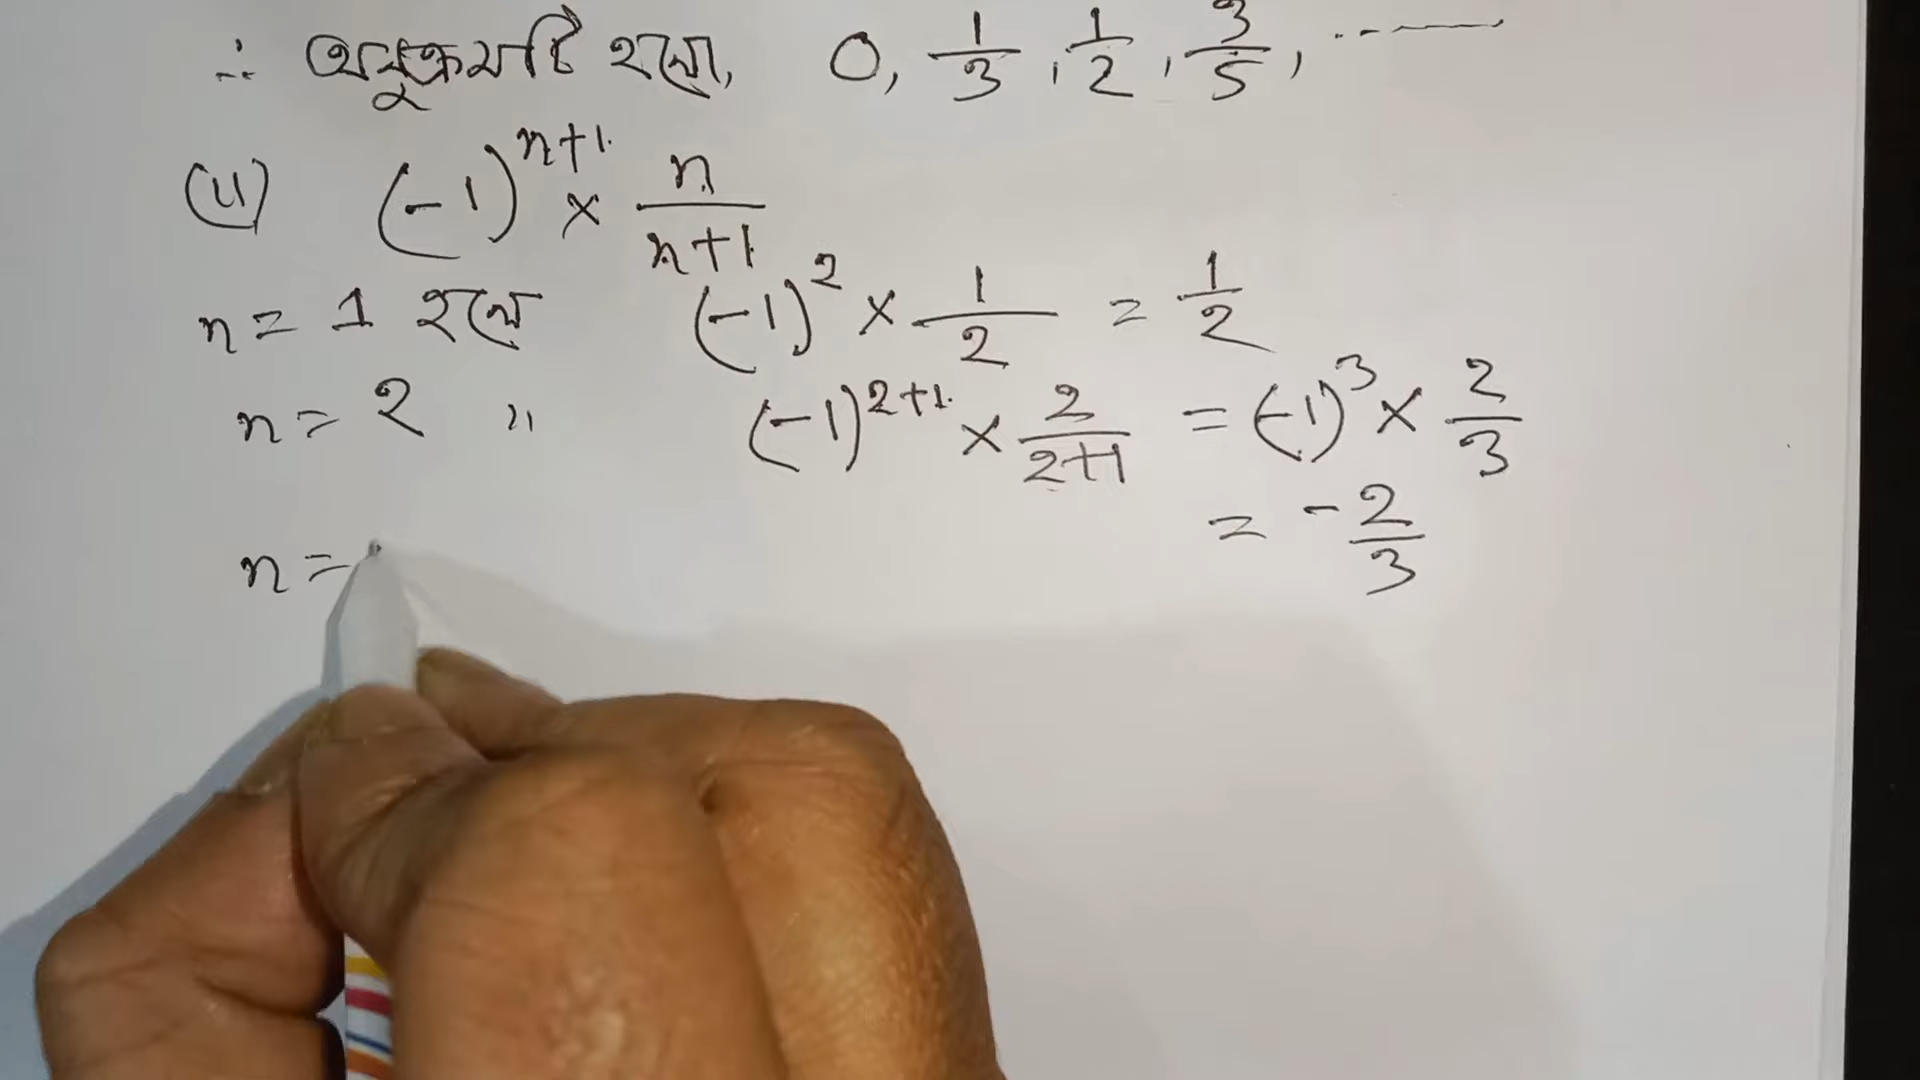 ∴ অনুক্রমটি হলো, 0, 1/3, 1/2, 3/5, ........
(ii) (-1)^(n+1) × n/(n+1)
n = 1 হলে (-1)^2 × 1/2 = 1/2
n = 2 " (-1)^(2+1) × 2/(2+1) = (-1)^3 × 2/3
= -2/3
n =